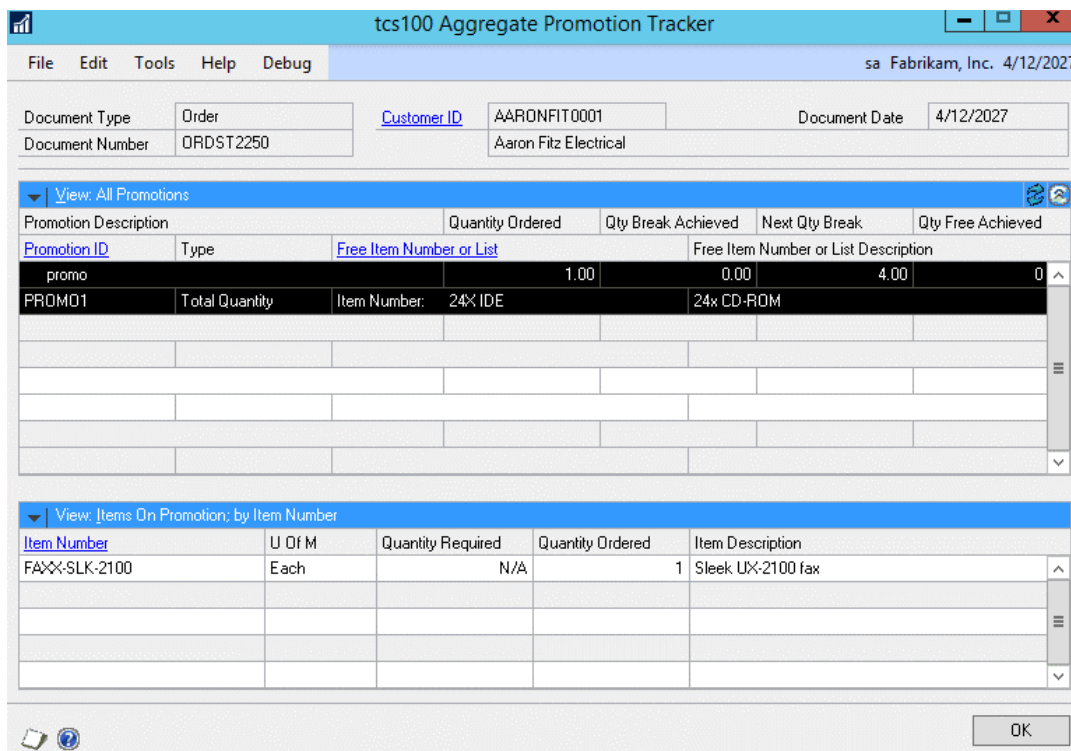 tcs100 Aggregate Promotion Tracker
File Edit Tools Help Debug sa Fabrikam, Inc. 4/12/2027
Document Type Order Customer ID AARONFIT0001 Document Date 4/12/2027
Document Number ORDST2250 Aaron Fitz Electrical
View: All Promotions
Promotion Description Quantity Ordered Qty Break Achieved Next Qty Break Qty Free Achieved
Promotion ID Type Free Item Number or List Free Item Number or List Description
promo 1.00 0.00 4.00 0
PROMO1 Total Quantity Item Number: 24X IDE 24x CD-ROM
View: Items On Promotion; by Item Number
Item Number U Of M Quantity Required Quantity Ordered Item Description
FAXX-SLK-2100 Each N/A 1 Sleek UX-2100 fax
OK